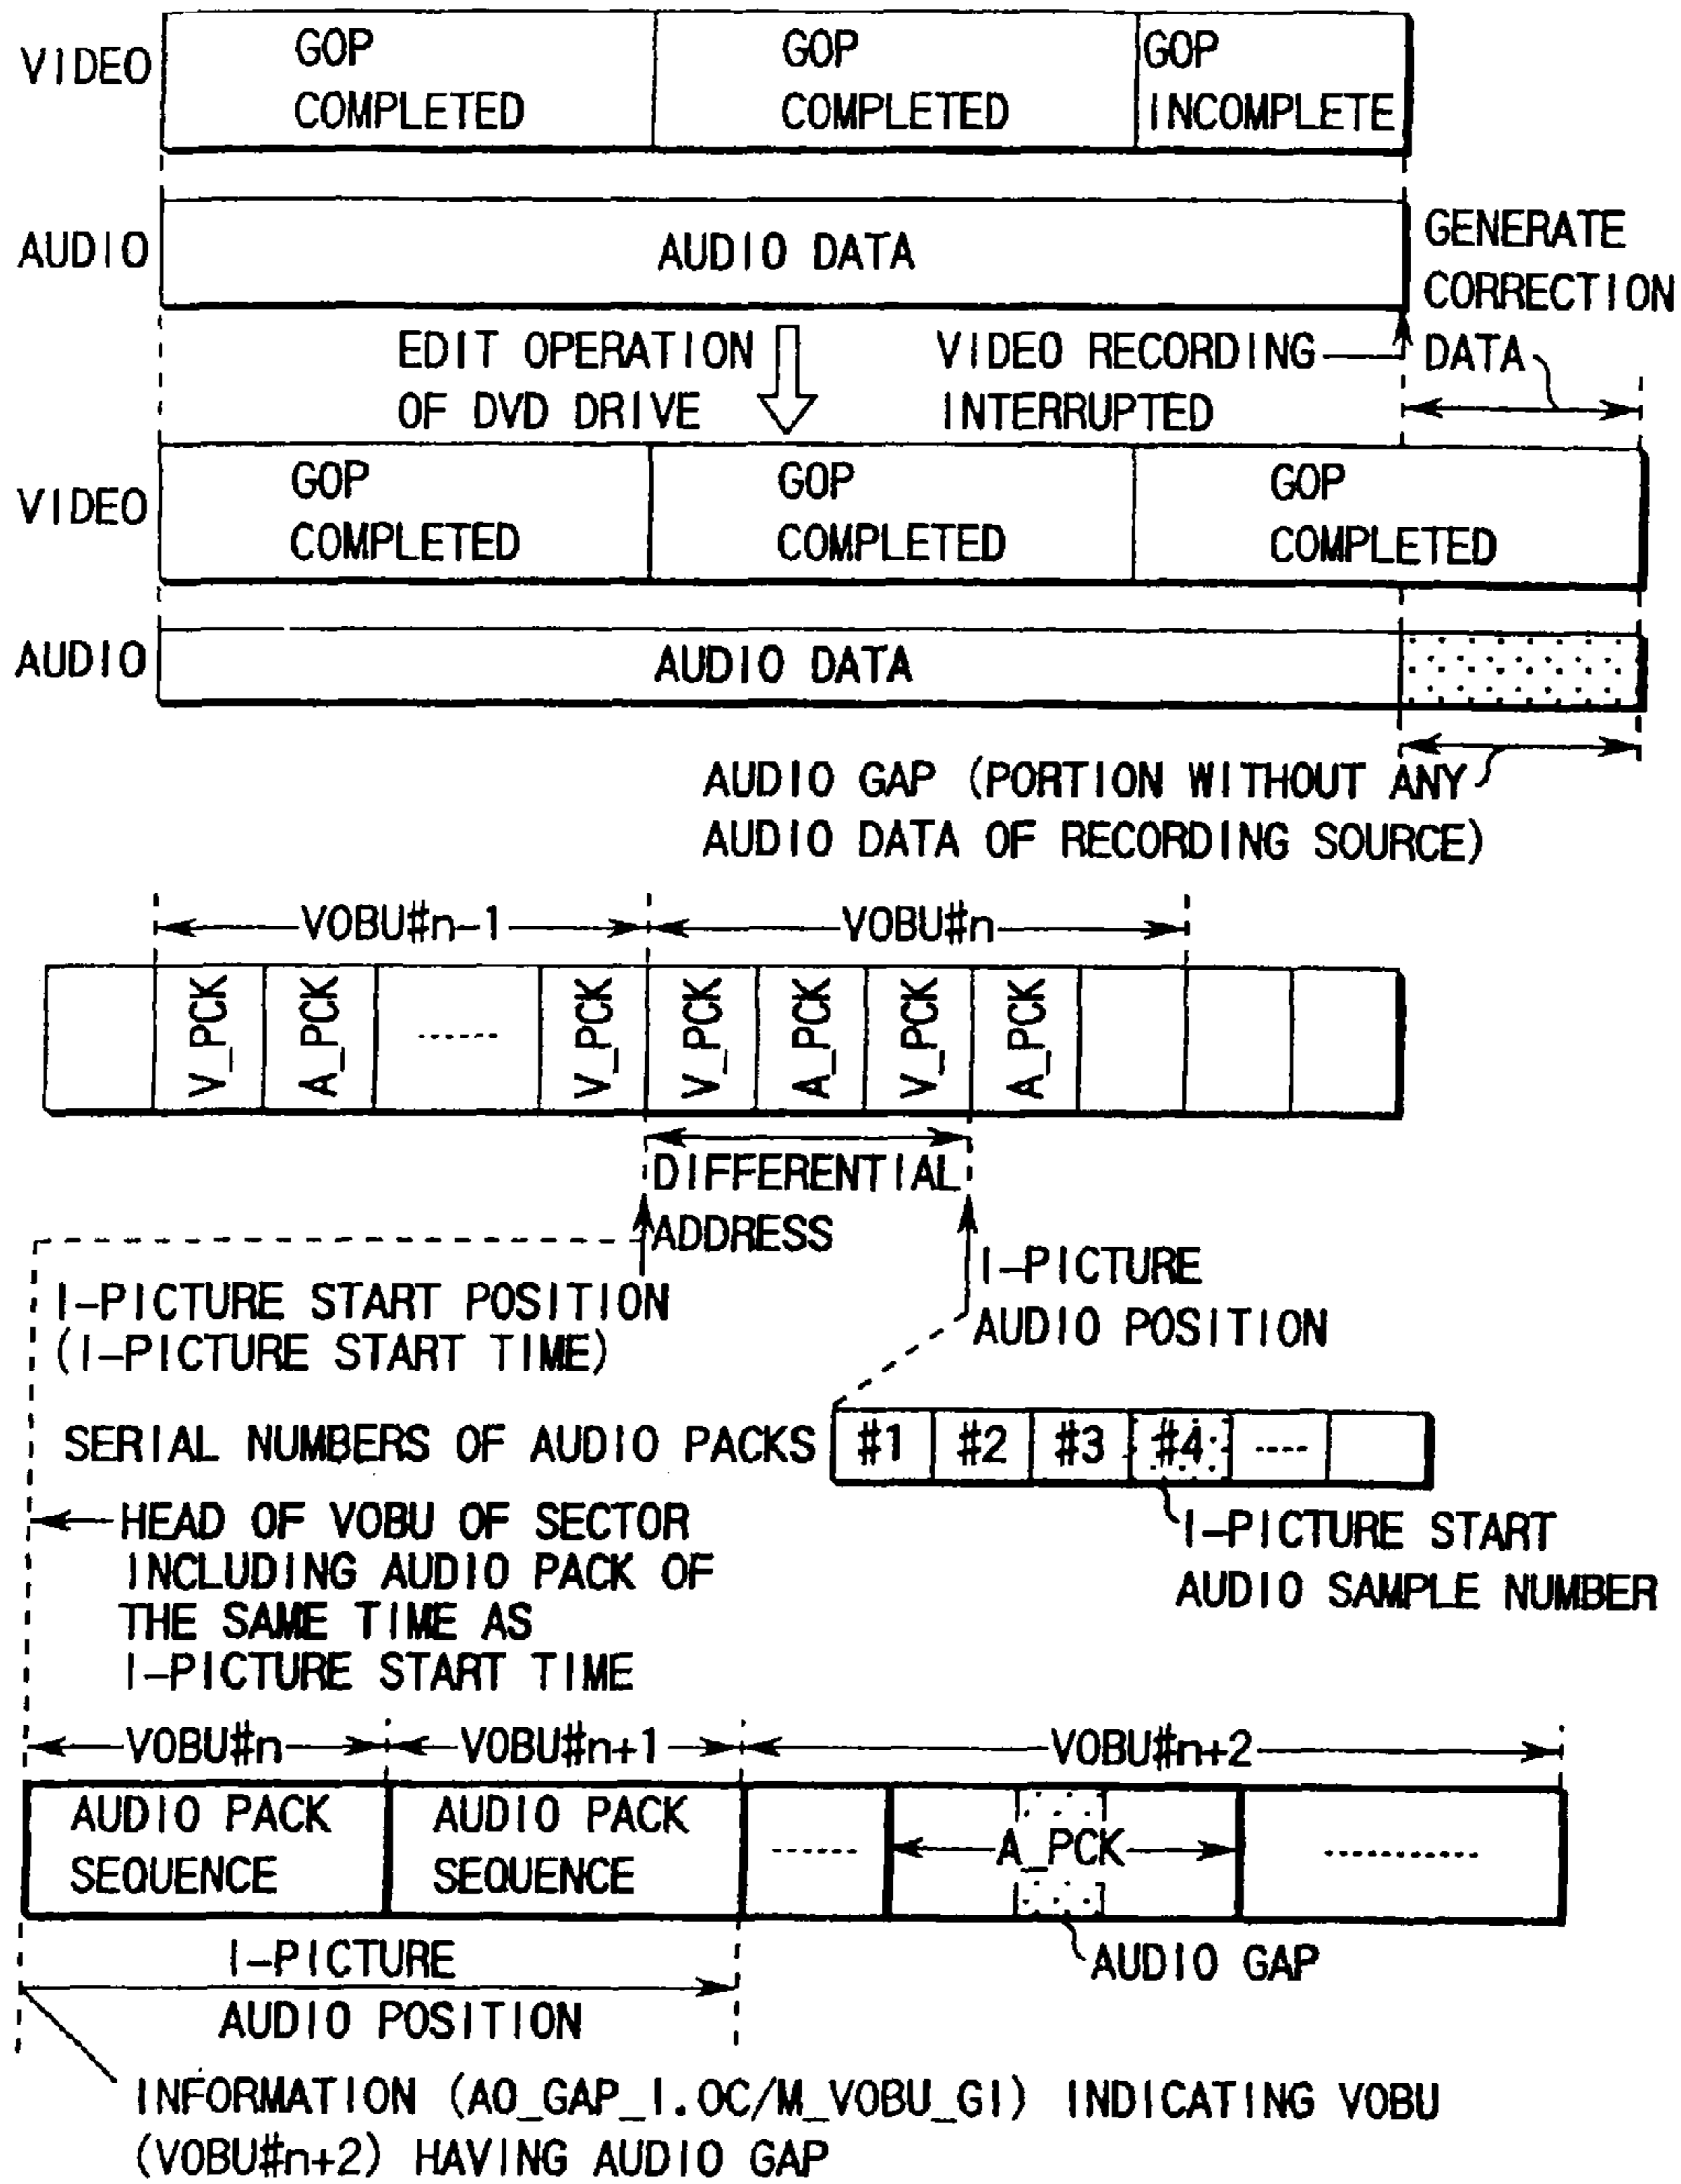 VIDEO
GOP
COMPLETED
GOP
COMPLETED
GOP
INCOMPLETE
AUDIO
AUDIO DATA
GENERATE
CORRECTION
DATA
EDIT OPERATION
OF DVD DRIVE
VIDEO RECORDING
INTERRUPTED
VIDEO
GOP
COMPLETED
GOP
COMPLETED
GOP
COMPLETED
AUDIO
AUDIO DATA
AUDIO GAP (PORTION WITHOUT ANY
AUDIO DATA OF RECORDING SOURCE)
VOBU#n-1
VOBU#n
V_PCK
A_PCK
V_PCK
V_PCK
A_PCK
V_PCK
A_PCK
DIFFERENTIAL
ADDRESS
I-PICTURE START POSITION
(I-PICTURE START TIME)
I-PICTURE
AUDIO POSITION
SERIAL NUMBERS OF AUDIO PACKS
#1
#2
#3
#4
I-PICTURE START
AUDIO SAMPLE NUMBER
HEAD OF VOBU OF SECTOR
INCLUDING AUDIO PACK OF
THE SAME TIME AS
I-PICTURE START TIME
VOBU#n
VOBU#n+1
VOBU#n+2
AUDIO PACK
SEQUENCE
AUDIO PACK
SEQUENCE
A_PCK
AUDIO GAP
I-PICTURE
AUDIO POSITION
INFORMATION (A0_GAP_I.OC/M_VOBU_GI) INDICATING VOBU
(VOBU#n+2) HAVING AUDIO GAP